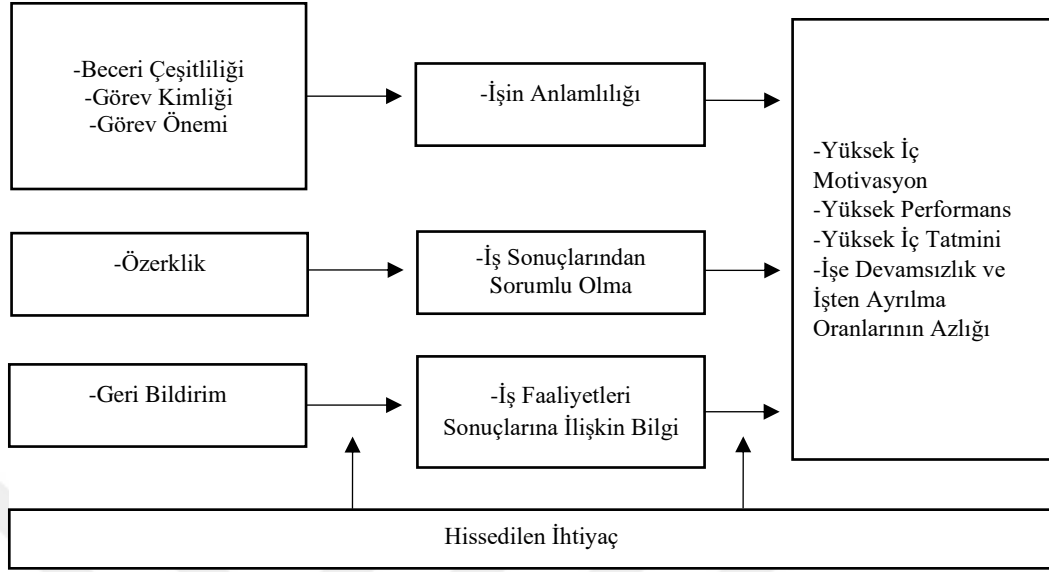 -Beceri Çeşitliliği
-Görev Kimliği
-Görev Önemi
-İşin Anlamlılığı
-Özerklik
-İş Sonuçlarından
Sorumlu Olma
-Geri Bildirim
-İş Faaliyetleri
Sonuçlarına İlişkin Bilgi
-Yüksek İç
Motivasyon
-Yüksek Performans
-Yüksek İç Tatmini
-İşe Devamsızlık ve
İşten Ayrılma
Oranlarının Azlığı
Hissedilen İhtiyaç